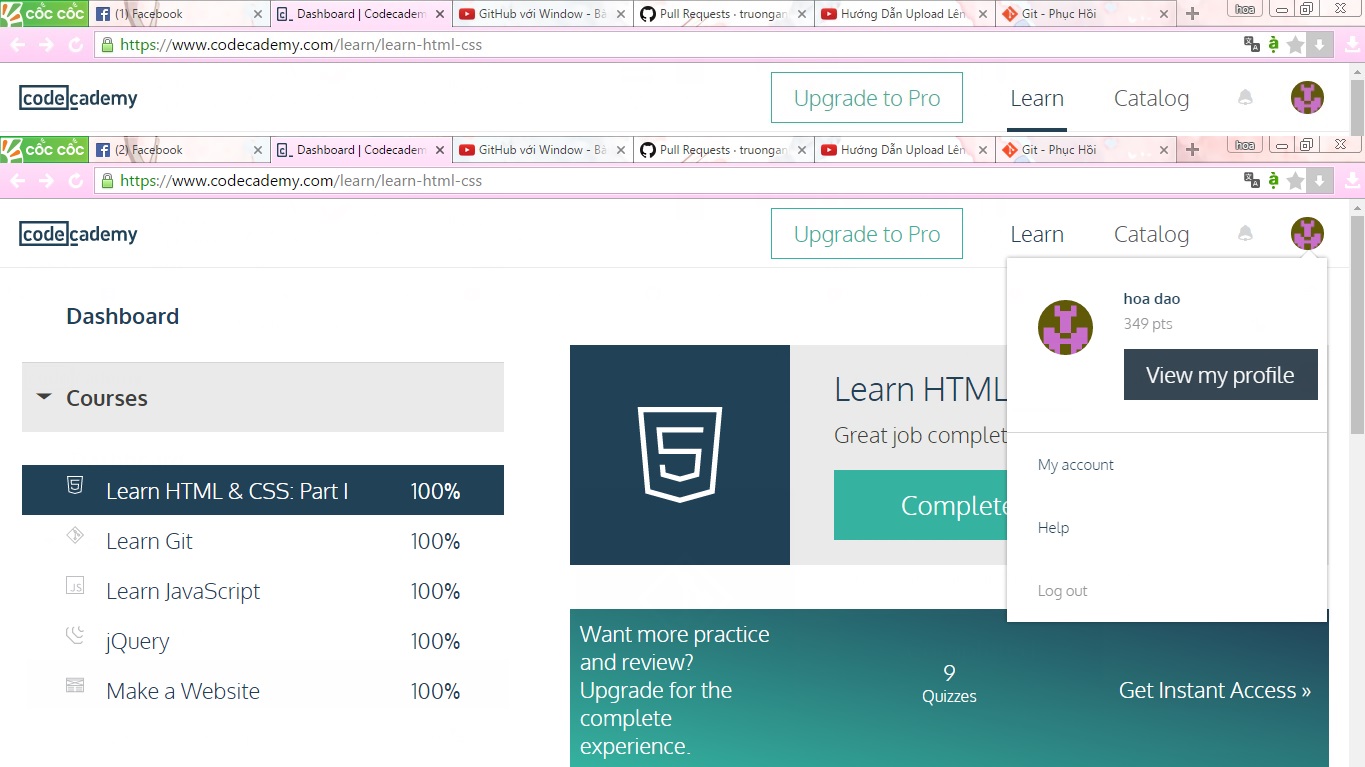 cốc cốc (1) Facebook Dashboard | Codecadem GitHub với Window - Bà Pull Requests · truongan Hướng Dẫn Upload Lên Git - Phục Hồi hoa
https://www.codecademy.com/learn/learn-html-css
codecademy Upgrade to Pro Learn Catalog
cốc cốc (2) Facebook Dashboard | Codecadem GitHub với Window - Bà Pull Requests · truongan Hướng Dẫn Upload Lên Git - Phục Hồi hoa
https://www.codecademy.com/learn/learn-html-css
codecademy Upgrade to Pro Learn Catalog
Dashboard
Courses
Learn HTML & CSS: Part I 100%
Learn Git 100%
JS Learn JavaScript 100%
jQuery 100%
Make a Website 100%
Learn HTML
Great job complet
Complete
hoa dao
349 pts
View my profile
My account
Help
Log out
Want more practice
and review?
Upgrade for the
complete
experience.
9
Quizzes
Get Instant Access »